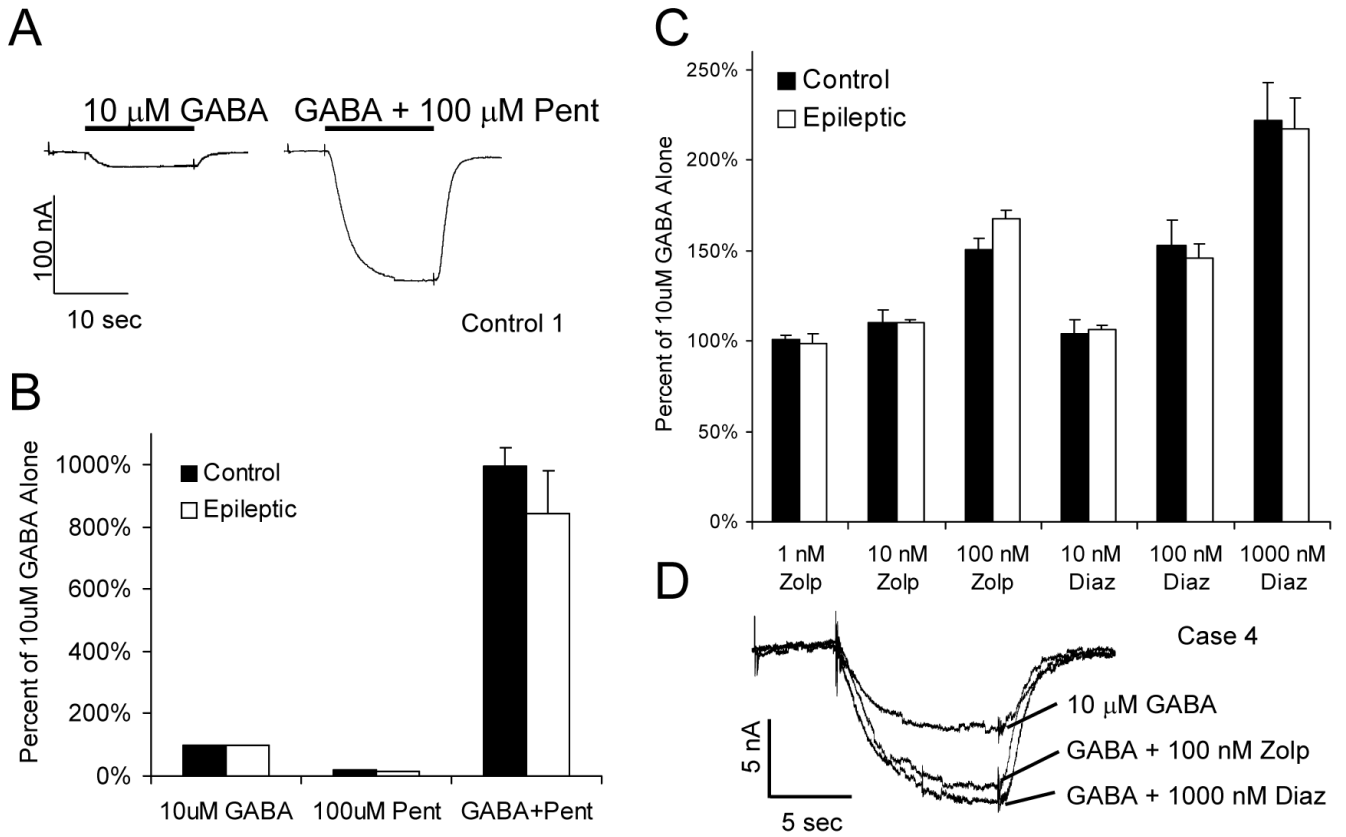 A
10 μM GABA
GABA + 100 μM Pent
100 nA
10 sec
Control 1
B
Percent of 10uM GABA Alone
1000%
800%
600%
400%
200%
0%
Control
Epileptic
10uM GABA
100uM Pent
GABA+Pent
C
Percent of 10uM GABA Alone
250%
200%
150%
100%
50%
0%
Control
Epileptic
1 nM
Zolp
10 nM
Zolp
100 nM
Zolp
10 nM
Diaz
100 nM
Diaz
1000 nM
Diaz
D
Case 4
10 μM GABA
GABA + 100 nM Zolp
GABA + 1000 nM Diaz
5 nA
5 sec